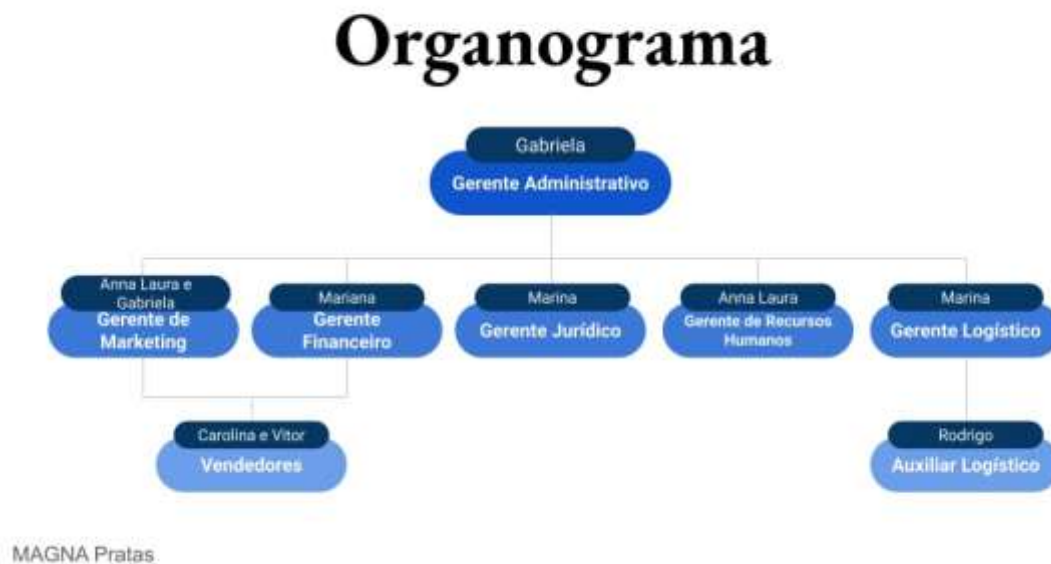 Organograma
Gabriela
Gerente Administrativo
Anna Laura e
Gabriela
Gerente de
Marketing
Mariana
Gerente
Financeiro
Marina
Gerente Jurídico
Anna Laura
Gerente de Recursos
Humanos
Marina
Gerente Logístico
Carolina e Vitor
Vendedores
Rodrigo
Auxiliar Logístico
MAGNA Pratas